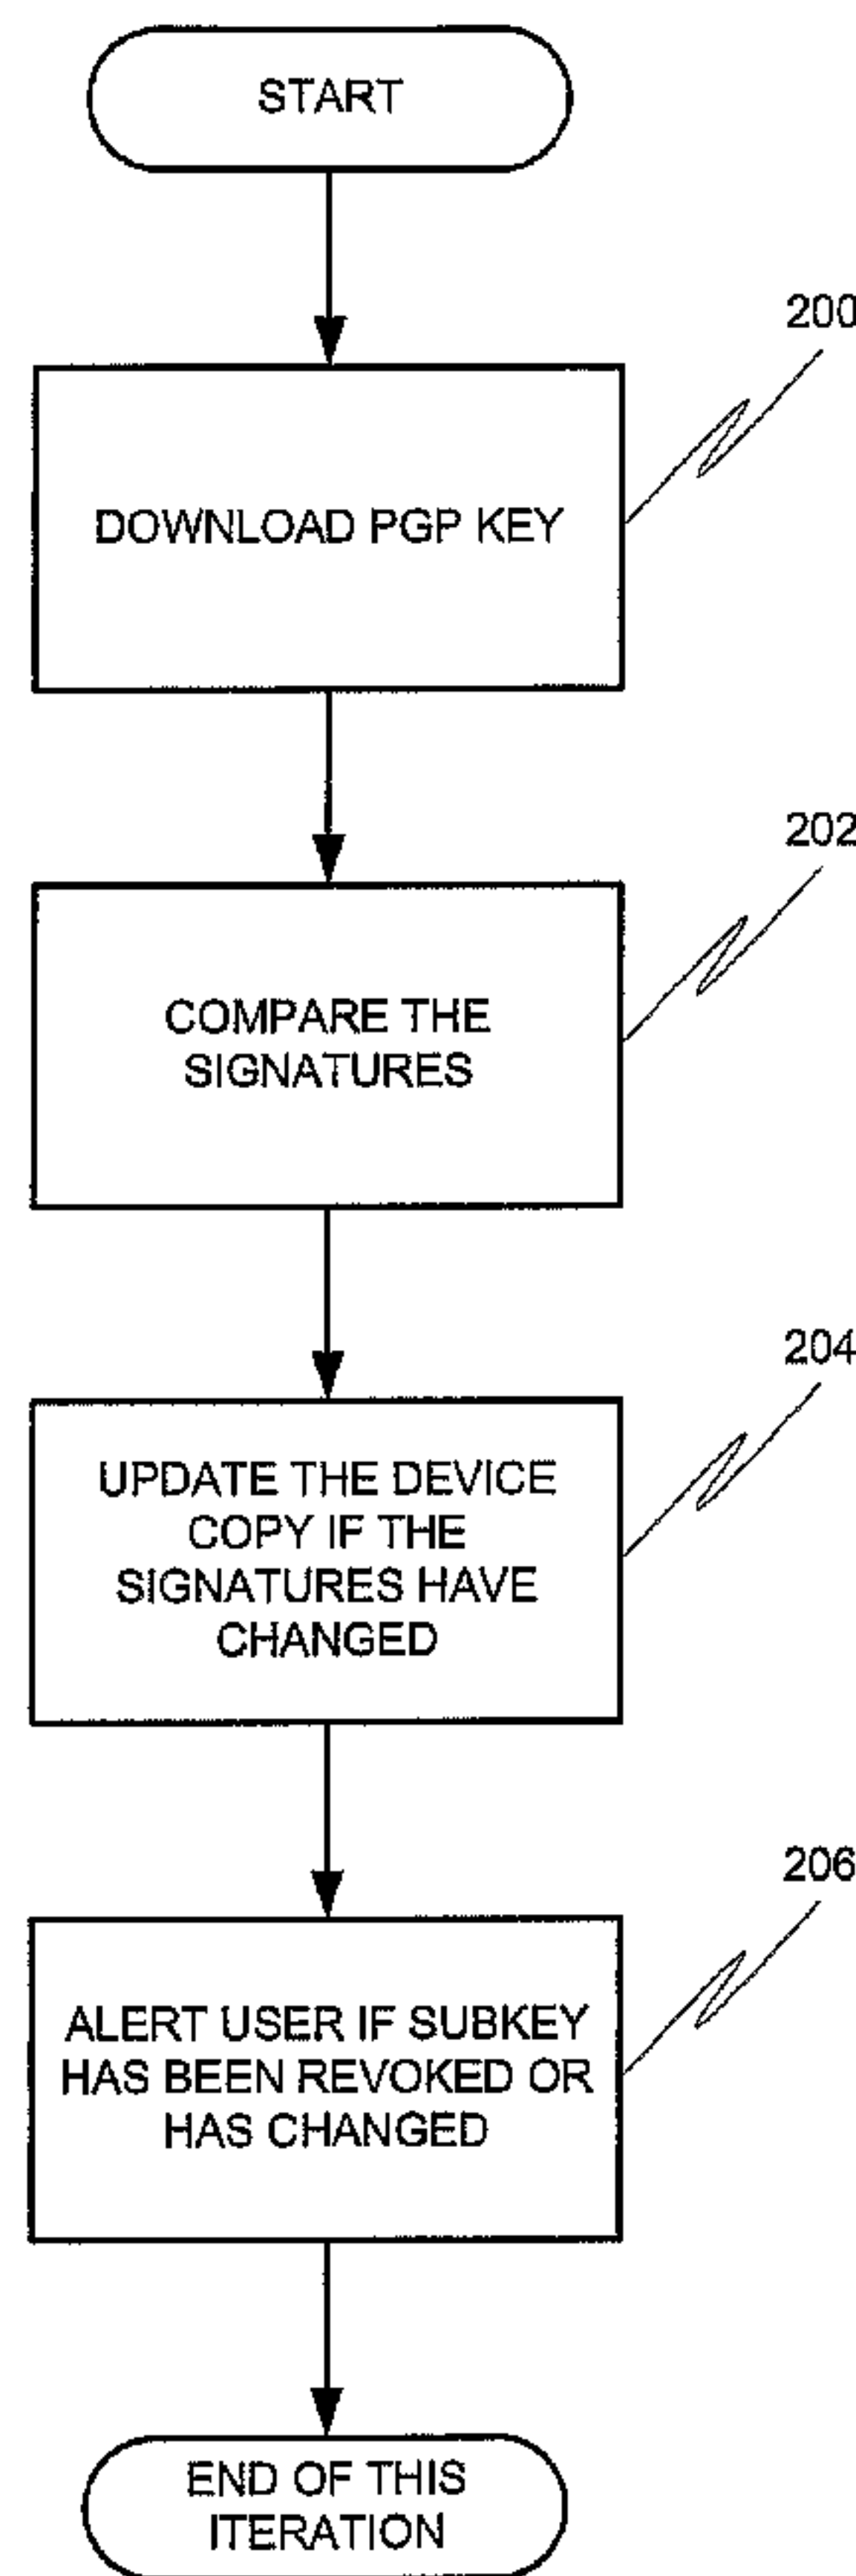 START
200
DOWNLOAD PGP KEY
202
COMPARE THE
SIGNATURES
204
UPDATE THE DEVICE
COPY IF THE
SIGNATURES HAVE
CHANGED
206
ALERT USER IF SUBKEY
HAS BEEN REVOKED OR
HAS CHANGED
END OF THIS
ITERATION